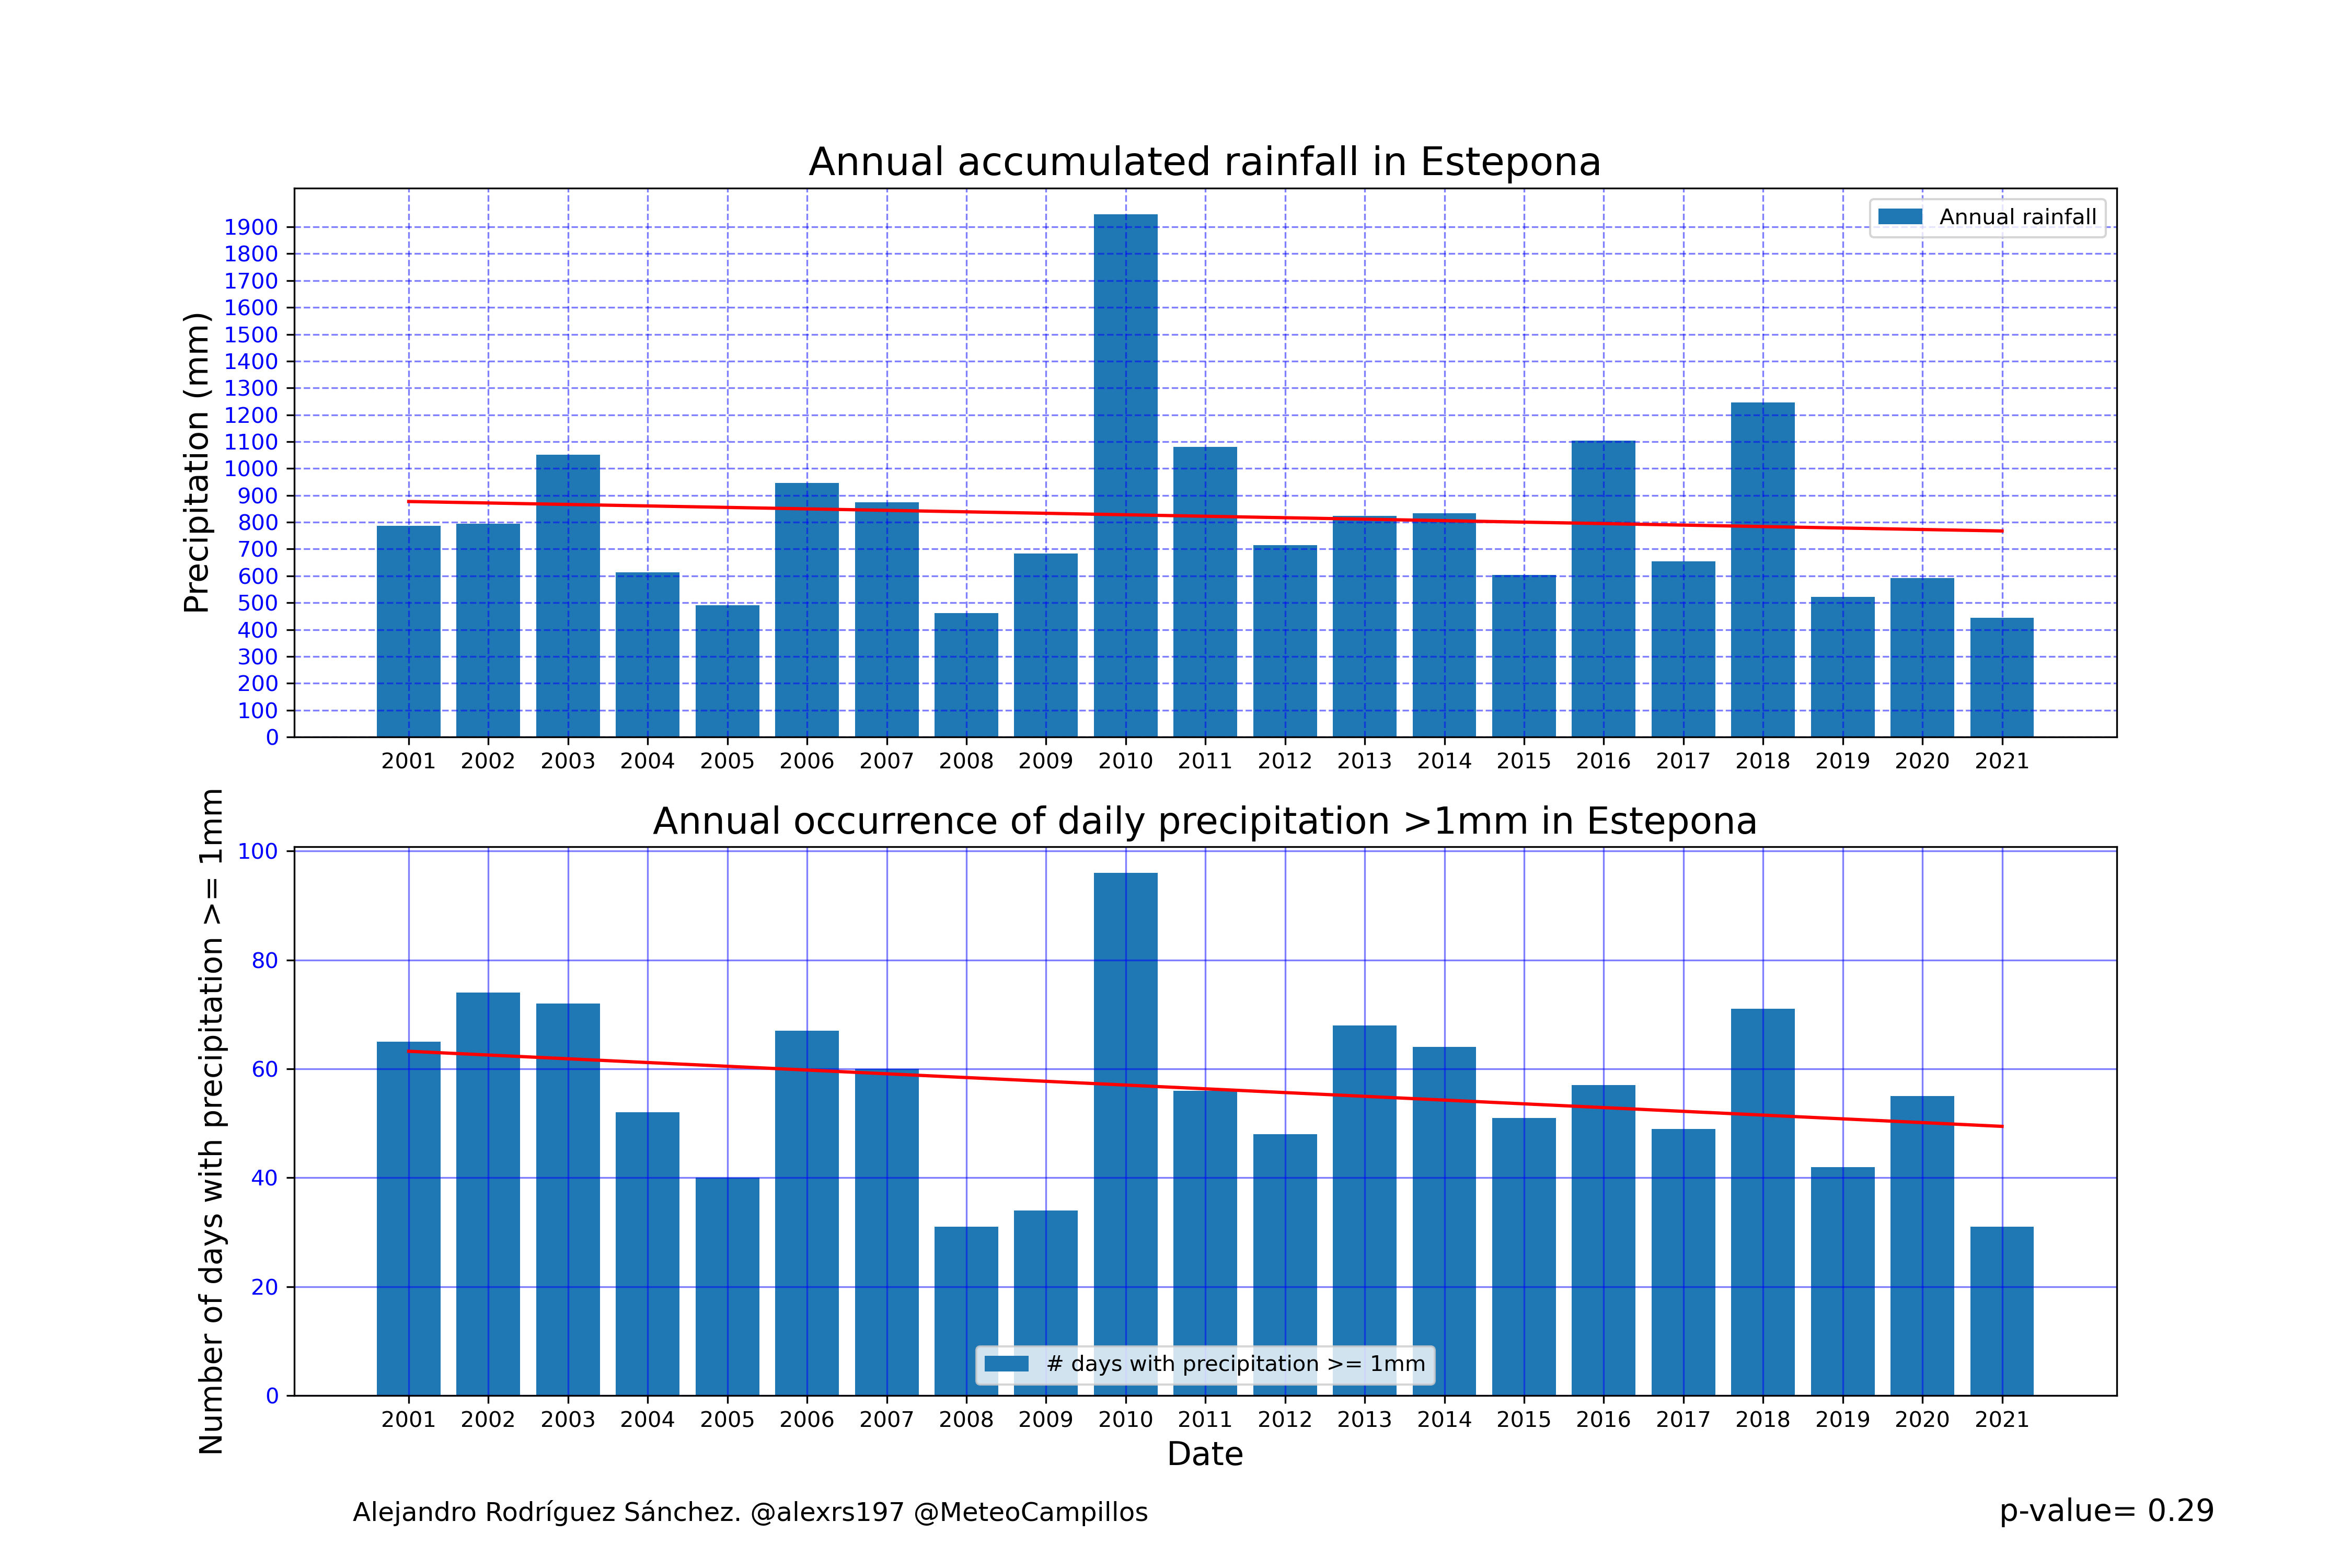 Annual accumulated rainfall in Estepona
Precipitation (mm)
1900
1800
1700
1600
1500
1400
1300
1200
1100
1000
900
800
700
600
500
400
300
200
100
0
Annual rainfall
2001 2002 2003 2004 2005 2006 2007 2008 2009 2010 2011 2012 2013 2014 2015 2016 2017 2018 2019 2020 2021
Annual occurrence of daily precipitation >1mm in Estepona
Number of days with precipitation >= 1mm
100
80
60
40
20
0
# days with precipitation >= 1mm
2001 2002 2003 2004 2005 2006 2007 2008 2009 2010 2011 2012 2013 2014 2015 2016 2017 2018 2019 2020 2021
Date
Alejandro Rodríguez Sánchez. @alexrs197 @MeteoCampillos
p-value= 0.29